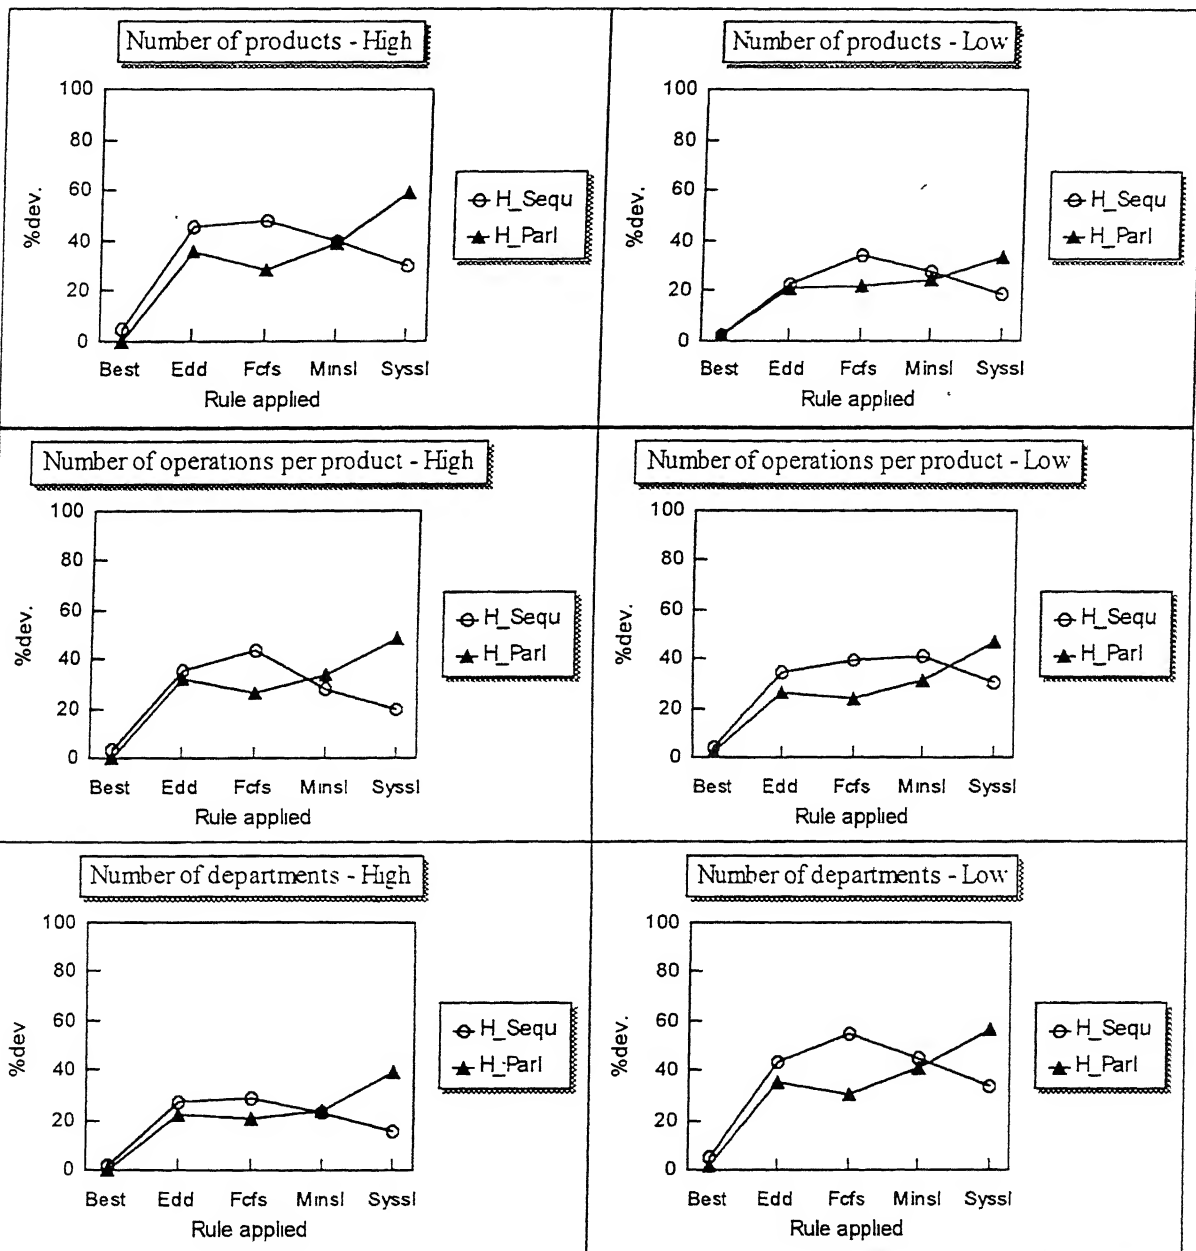 Number of products - High
100
80
60
40
20
0
%dev.
Best Edd Fcfs Minsl Syssl
Rule applied
H_Sequ
H_Parl
Number of products - Low
100
80
60
40
20
0
%dev.
Best Edd Fcfs Minsl Syssl
Rule applied
H_Sequ
H_Parl
Number of operations per product - High
100
80
60
40
20
0
%dev.
Best Edd Fcfs Minsl Syssl
Rule applied
H_Sequ
H_Parl
Number of operations per product - Low
100
80
60
40
20
0
%dev.
Best Edd Fcfs Minsl Syssl
Rule applied
H_Sequ
H_Parl
Number of departments - High
100
80
60
40
20
0
%dev
Best Edd Fcfs Minsl Syssl
Rule applied
H_Sequ
H_Parl
Number of departments - Low
100
80
60
40
20
0
%dev.
Best Edd Fcfs Minsl Syssl
Rule applied
H_Sequ
H_Parl